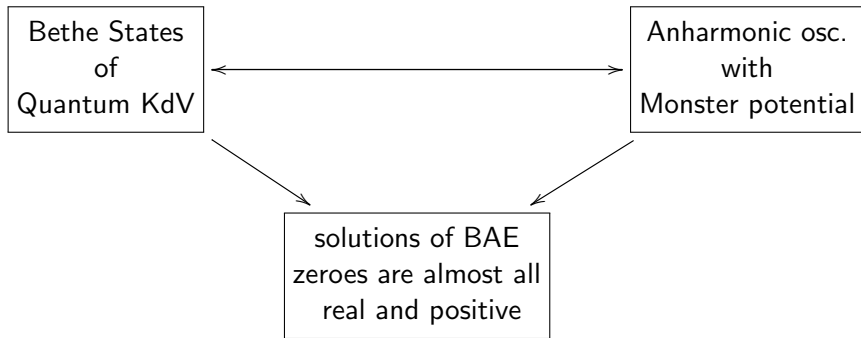 Bethe States
of
Quantum KdV
Anharmonic osc.
with
Monster potential
solutions of BAE
zeroes are almost all
real and positive